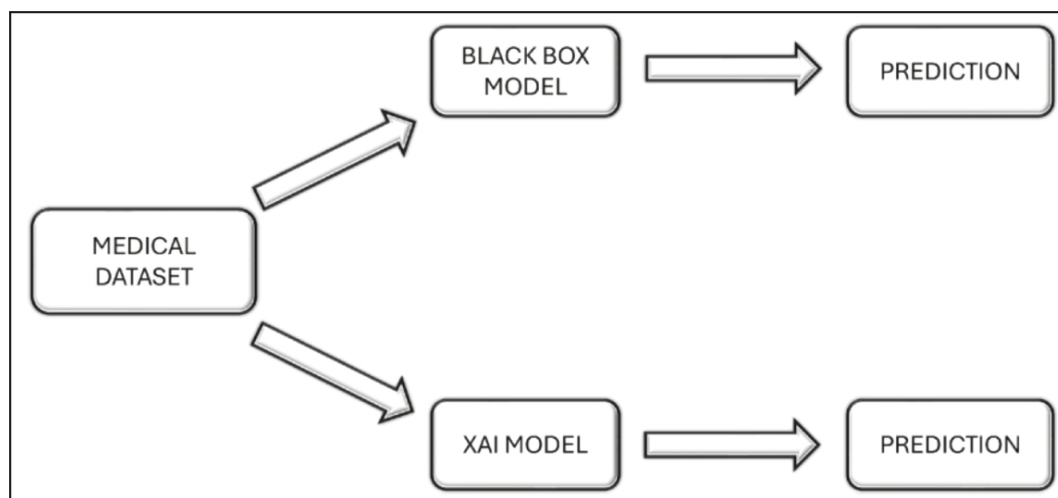 BLACK BOX
MODEL
PREDICTION
MEDICAL
DATASET
XAI MODEL
PREDICTION